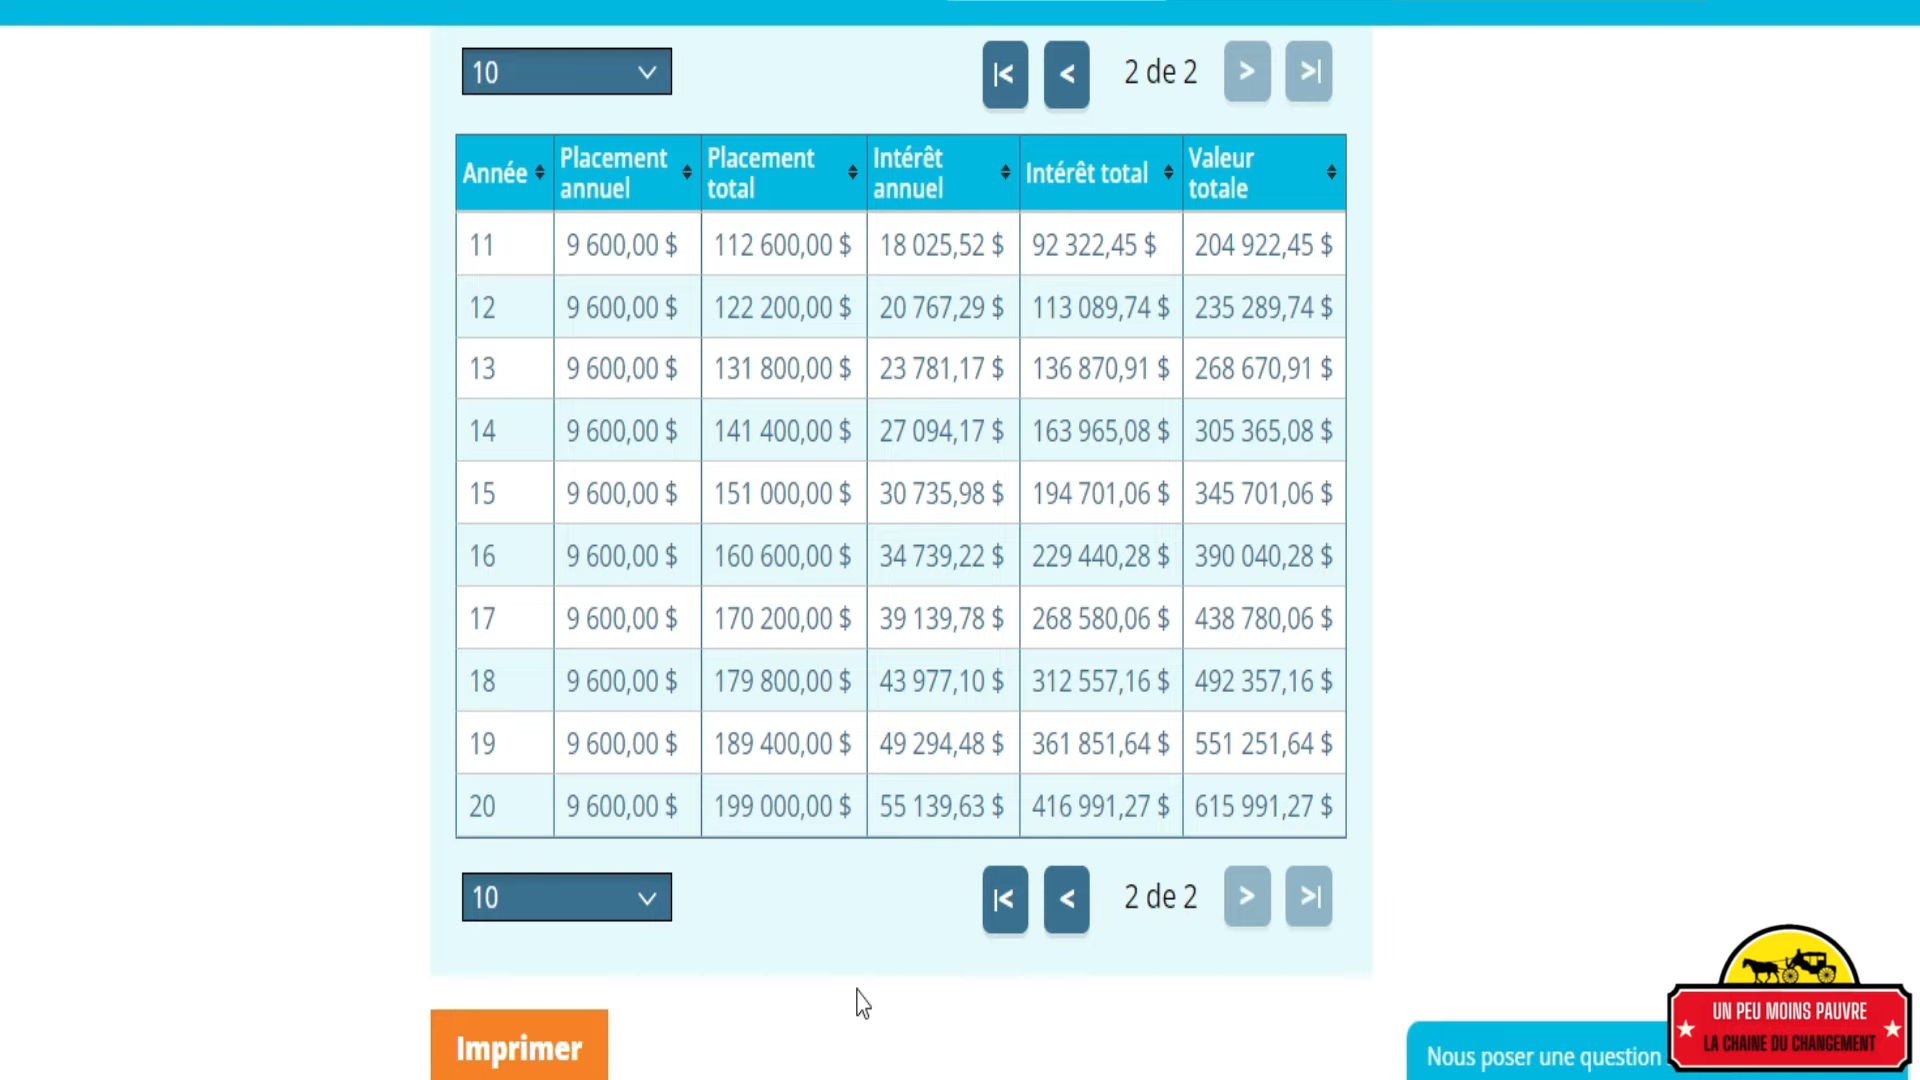 10
|< < 2 de 2 > >|
Année Placement annuel Placement total Intérêt annuel Intérêt total Valeur totale
11 9 600,00 $ 112 600,00 $ 18 025,52 $ 92 322,45 $ 204 922,45 $
12 9 600,00 $ 122 200,00 $ 20 767,29 $ 113 089,74 $ 235 289,74 $
13 9 600,00 $ 131 800,00 $ 23 781,17 $ 136 870,91 $ 268 670,91 $
14 9 600,00 $ 141 400,00 $ 27 094,17 $ 163 965,08 $ 305 365,08 $
15 9 600,00 $ 151 000,00 $ 30 735,98 $ 194 701,06 $ 345 701,06 $
16 9 600,00 $ 160 600,00 $ 34 739,22 $ 229 440,28 $ 390 040,28 $
17 9 600,00 $ 170 200,00 $ 39 139,78 $ 268 580,06 $ 438 780,06 $
18 9 600,00 $ 179 800,00 $ 43 977,10 $ 312 557,16 $ 492 357,16 $
19 9 600,00 $ 189 400,00 $ 49 294,48 $ 361 851,64 $ 551 251,64 $
20 9 600,00 $ 199 000,00 $ 55 139,63 $ 416 991,27 $ 615 991,27 $
10
|< < 2 de 2 > >|
Imprimer
Nous poser une question
UN PEU MOINS PAUVRE
LA CHAINE DU CHANGEMENT